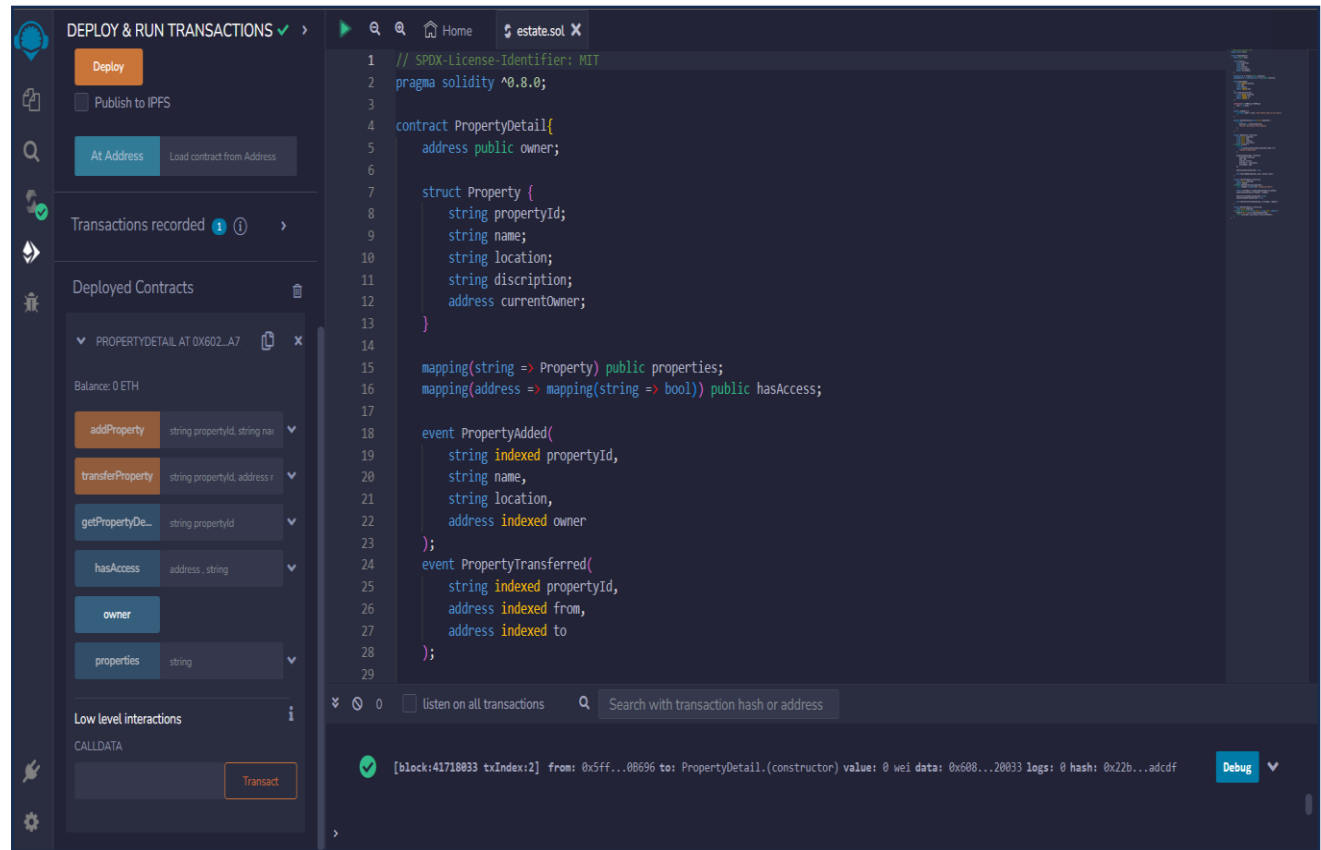 DEPLOY & RUN TRANSACTIONS
Deploy
Publish to IPFS
At Address Load contract from Address
Transactions recorded 1 i
Deployed Contracts
PROPERTYDETAIL AT 0X602...A7
Balance: 0 ETH
addProperty string propertyId, string nai
transferProperty string propertyId, address r
getPropertyDe... string propertyId
hasAccess address , string
owner
properties string
Low level interactions i
CALLDATA
Transact
Home estate.sol
1 // SPDX-License-Identifier: MIT
2 pragma solidity ^0.8.0;
3
4 contract PropertyDetail{
5 address public owner;
6
7 struct Property {
8 string propertyId;
9 string name;
10 string location;
11 string discription;
12 address currentOwner;
13 }
14
15 mapping(string => Property) public properties;
16 mapping(address => mapping(string => bool)) public hasAccess;
17
18 event PropertyAdded(
19 string indexed propertyId,
20 string name,
21 string location,
22 address indexed owner
23 );
24 event PropertyTransferred(
25 string indexed propertyId,
26 address indexed from,
27 address indexed to
28 );
29
0 listen on all transactions Search with transaction hash or address
[block:41718033 txIndex:2] from: 0x5ff...0B696 to: PropertyDetail.(constructor) value: 0 wei data: 0x608...20033 logs: 0 hash: 0x22b...adcdf Debug
>